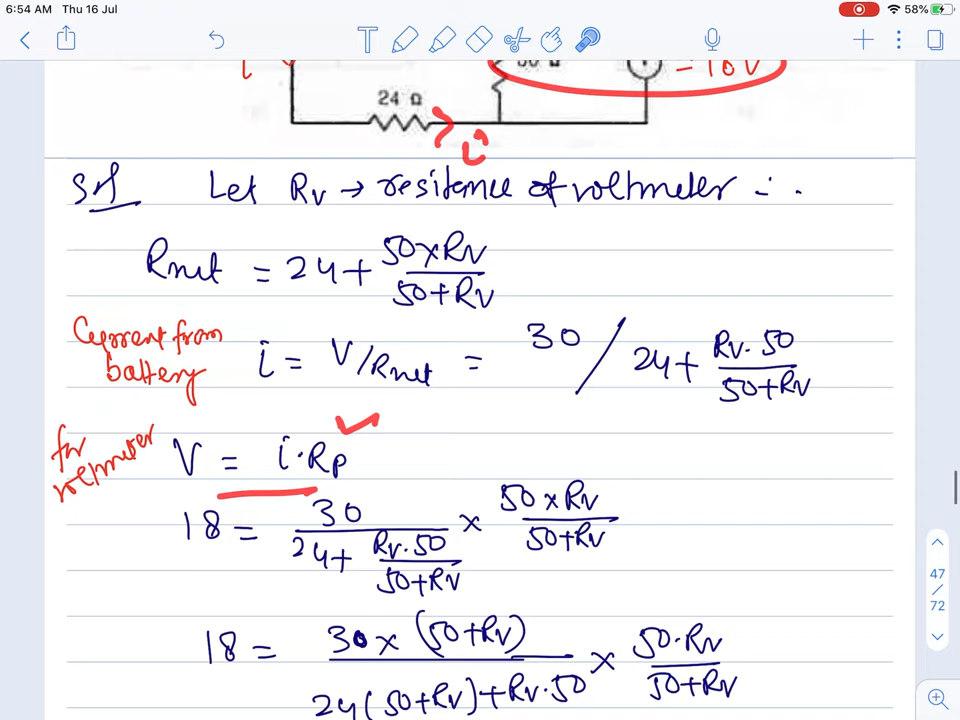 6:54 AM Thu 16 Jul
58%
T
i
= 18V
24 Ω
i
Sol Let Rv → resitance of voltmeter =.
Rnet = 24 + 50×Rv / 50+Rv
Current from battery i = V/Rnet = 30 / 24 + Rv·50 / 50+Rv
for voltmeter V = i·Rp
18 = 30 / 24 + Rv·50 / 50+Rv × 50×Rv / 50+Rv
18 = 30 × (50+Rv) / 24(50+Rv)+Rv·50 × 50·Rv / 50+Rv
47
/
72